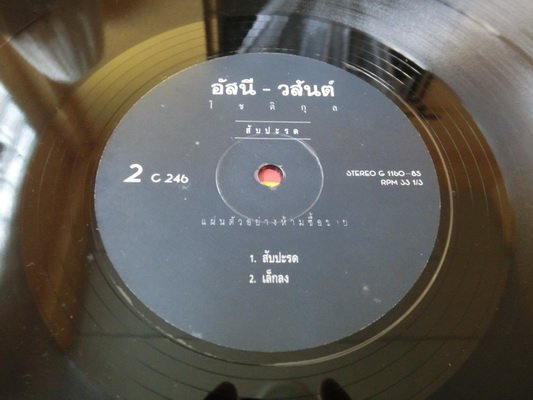 อัสนี - วสันต์
โชติกุล
สับปะรด
2 C 246
STEREO G 1160-85
RPM 33 1/3
แผ่นตัวอย่างห้ามซื้อขาย
1. สับปะรด
2. เล็กลง